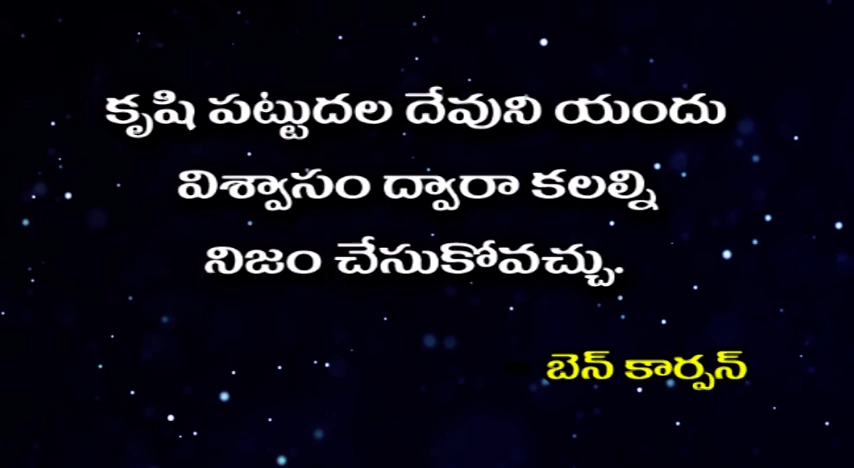 కృషి పట్టుదల దేవుని యందు
విశ్వాసం ద్వారా కలల్ని
నిజం చేసుకోవచ్చు.
- బెన్ కార్సన్